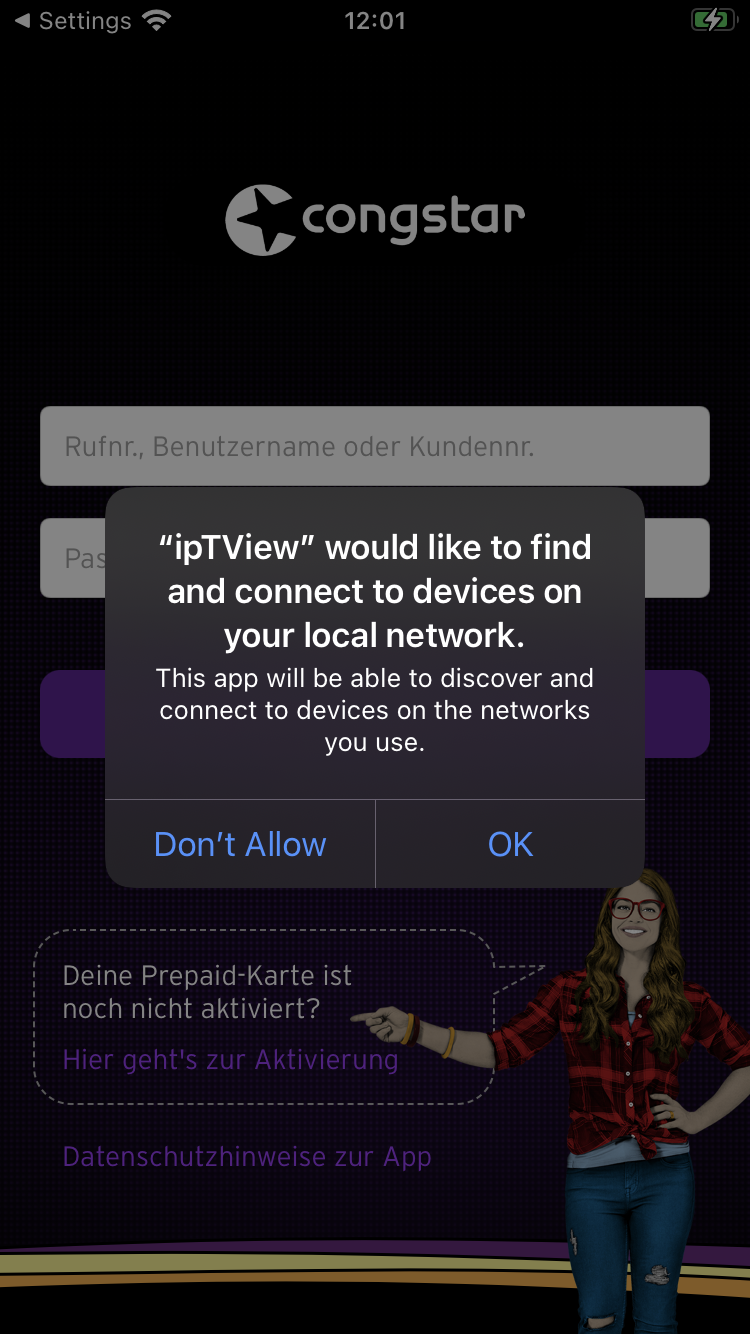 Settings
12:01
congstar
Rufnr., Benutzername oder Kundennr.
Pas
“ipTView” would like to find
and connect to devices on
your local network.
This app will be able to discover and
connect to devices on the networks
you use.
Don’t Allow
OK
Deine Prepaid-Karte ist
noch nicht aktiviert?
Hier geht's zur Aktivierung
Datenschutzhinweise zur App